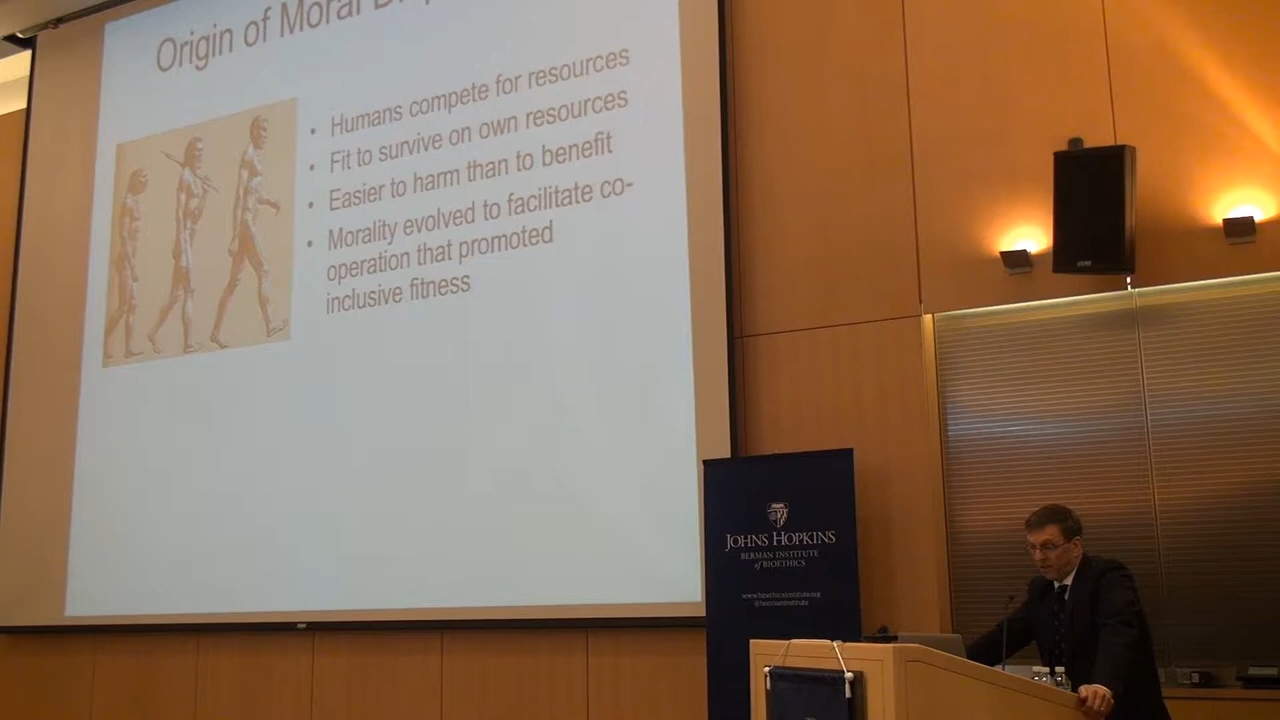 Origin of Moral
• Humans compete for resources
• Fit to survive on own resources
• Easier to harm than to benefit
• Morality evolved to facilitate co-
operation that promoted
inclusive fitness
JOHNS HOPKINS
BERMAN INSTITUTE
of BIOETHICS
@bermaninstitute